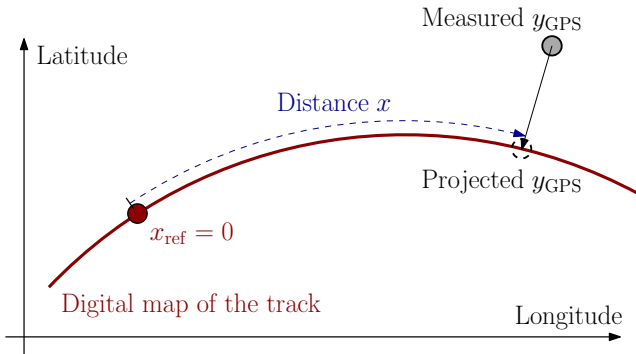 Measured y_GPS
Latitude
Distance x
Projected y_GPS
x_ref = 0
Digital map of the track
Longitude